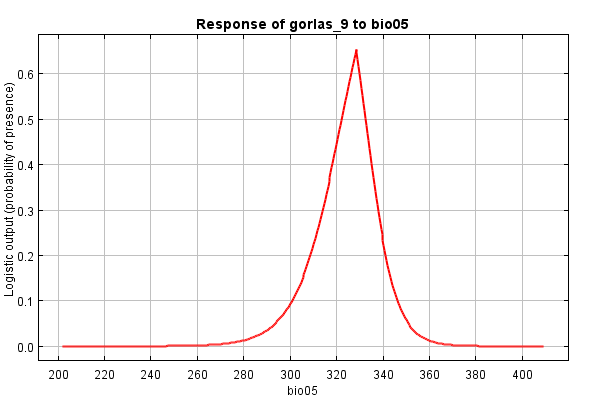 Response of gorlas_9 to bio05
Logistic output (probability of presence)
0.6
0.5
0.4
0.3
0.2
0.1
0.0
200 220 240 260 280 300 320 340 360 380 400
bio05